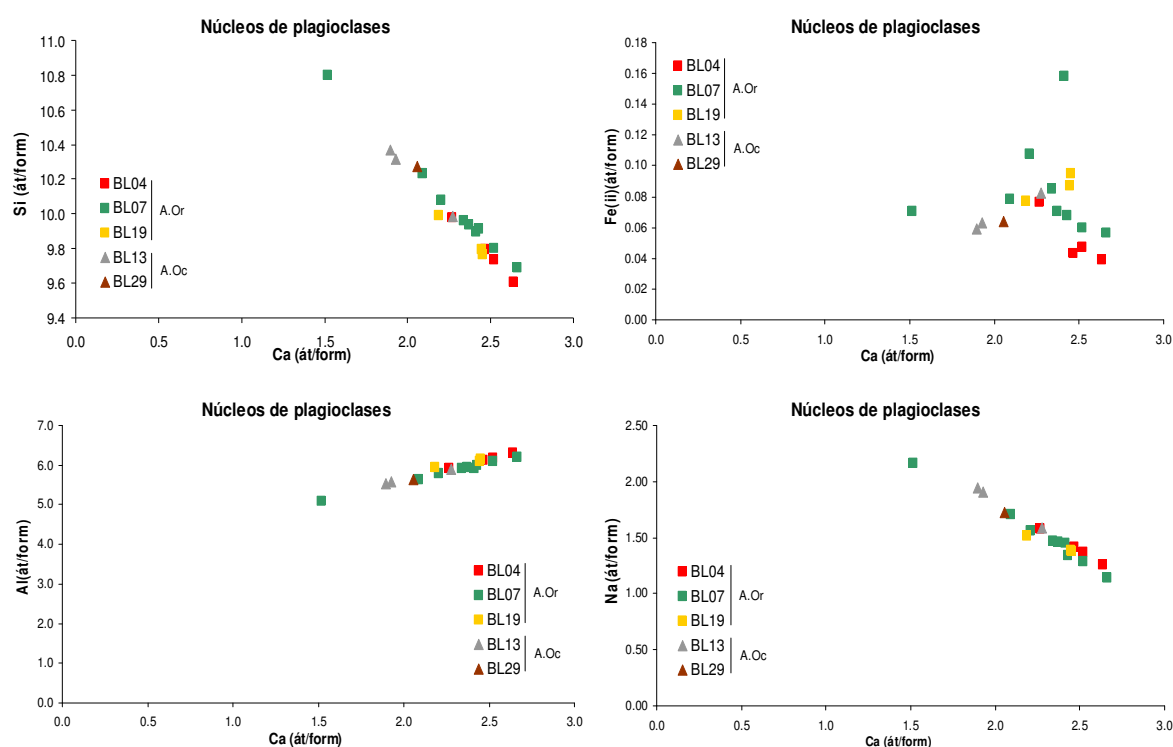 Núcleos de plagioclases
Si (át/form)
11.0
10.8
10.6
10.4
10.2
10.0
9.8
9.6
9.4
BL04
BL07
BL19
A.Or
BL13
BL29
A.Oc
0.0 0.5 1.0 1.5 2.0 2.5 3.0
Ca (át/form)
Núcleos de plagioclases
Fe(ii)(át/form)
0.18
0.16
0.14
0.12
0.10
0.08
0.06
0.04
0.02
0.00
BL04
BL07
BL19
A.Or
BL13
BL29
A.Oc
0.0 0.5 1.0 1.5 2.0 2.5 3.0
Ca (át/form)
Núcleos de plagioclases
Al(át/form)
7.0
6.0
5.0
4.0
3.0
2.0
1.0
0.0
BL04
BL07
BL19
A.Or
BL13
BL29
A.Oc
0.0 0.5 1.0 1.5 2.0 2.5 3.0
Ca (át/form)
Núcleos de plagioclases
Na(át/form)
2.50
2.00
1.50
1.00
0.50
0.00
BL04
BL07
BL19
A.Or
BL13
BL29
A.Oc
0.0 0.5 1.0 1.5 2.0 2.5 3.0
Ca (át/form)